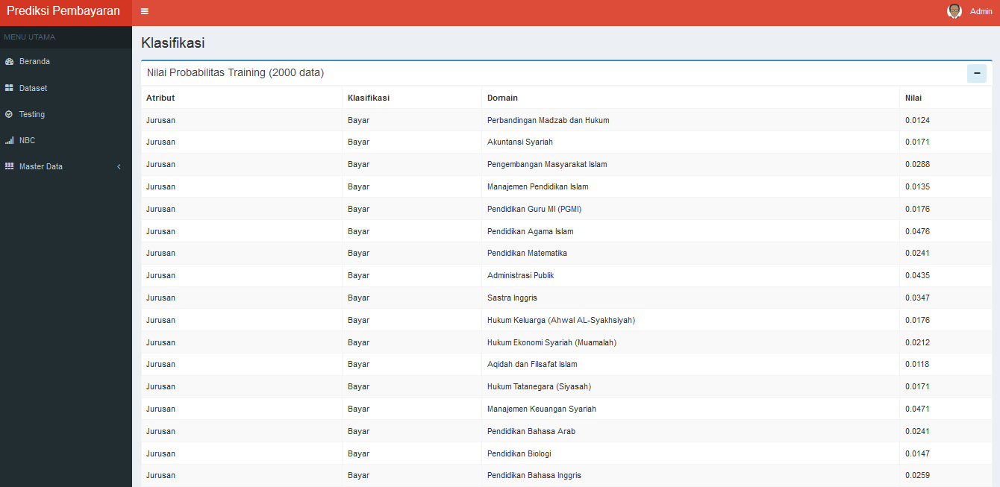 Prediksi Pembayaran
Admin
MENU UTAMA
Beranda
Dataset
Testing
NBC
Master Data
Klasifikasi
Nilai Probabilitas Training (2000 data)
Atribut Klasifikasi Domain Nilai
Jurusan Bayar Perbandingan Madzab dan Hukum 0.0124
Jurusan Bayar Akuntansi Syariah 0.0171
Jurusan Bayar Pengembangan Masyarakat Islam 0.0288
Jurusan Bayar Manajemen Pendidikan Islam 0.0135
Jurusan Bayar Pendidikan Guru MI (PGMI) 0.0176
Jurusan Bayar Pendidikan Agama Islam 0.0476
Jurusan Bayar Pendidikan Matematika 0.0241
Jurusan Bayar Administrasi Publik 0.0435
Jurusan Bayar Sastra Inggris 0.0347
Jurusan Bayar Hukum Keluarga (Ahwal AL-Syakhsiyah) 0.0176
Jurusan Bayar Hukum Ekonomi Syariah (Muamalah) 0.0212
Jurusan Bayar Aqidah dan Filsafat Islam 0.0118
Jurusan Bayar Hukum Tatanegara (Siyasah) 0.0171
Jurusan Bayar Manajemen Keuangan Syariah 0.0471
Jurusan Bayar Pendidikan Bahasa Arab 0.0241
Jurusan Bayar Pendidikan Biologi 0.0147
Jurusan Bayar Pendidikan Bahasa Inggris 0.0259